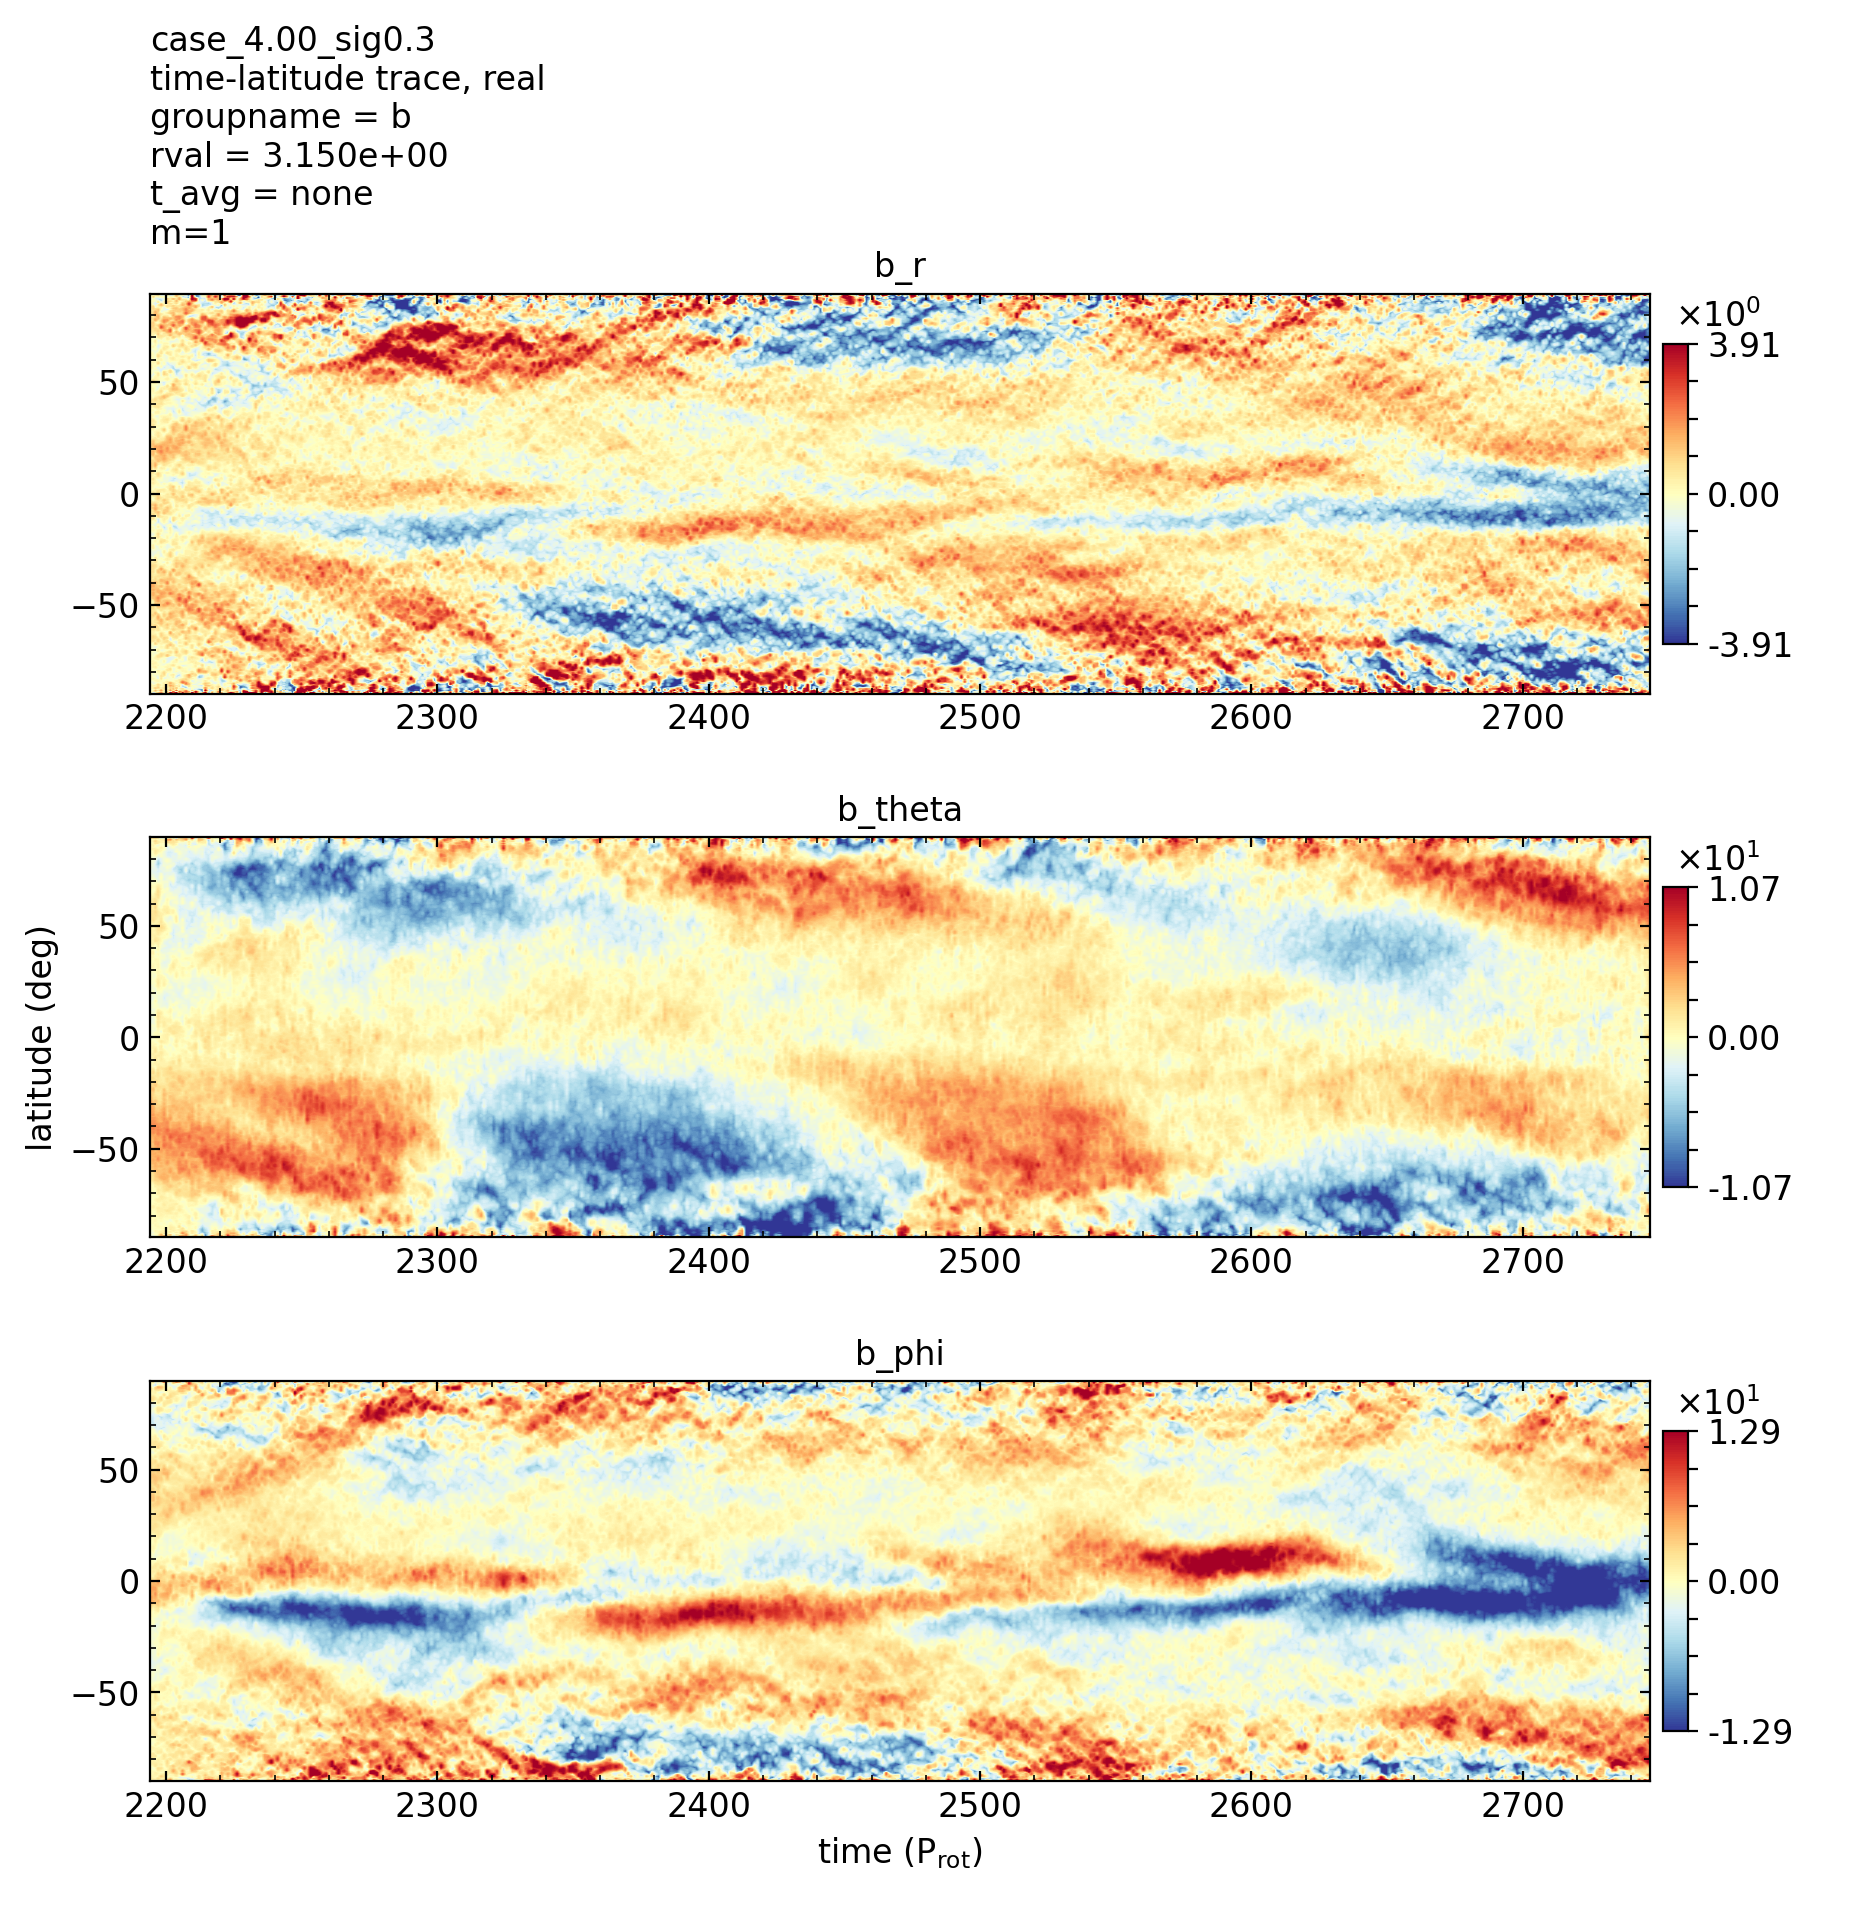 case_4.00_sig0.3
time-latitude trace, real
groupname = b
rval = 3.150e+00
t_avg = none
m=1
b_r
×10⁰
3.91
0.00
-3.91
50
0
−50
2200 2300 2400 2500 2600 2700
b_theta
×10¹
1.07
0.00
-1.07
latitude (deg)
50
0
−50
2200 2300 2400 2500 2600 2700
b_phi
×10¹
1.29
0.00
-1.29
50
0
−50
2200 2300 2400 2500 2600 2700
time (P_rot)